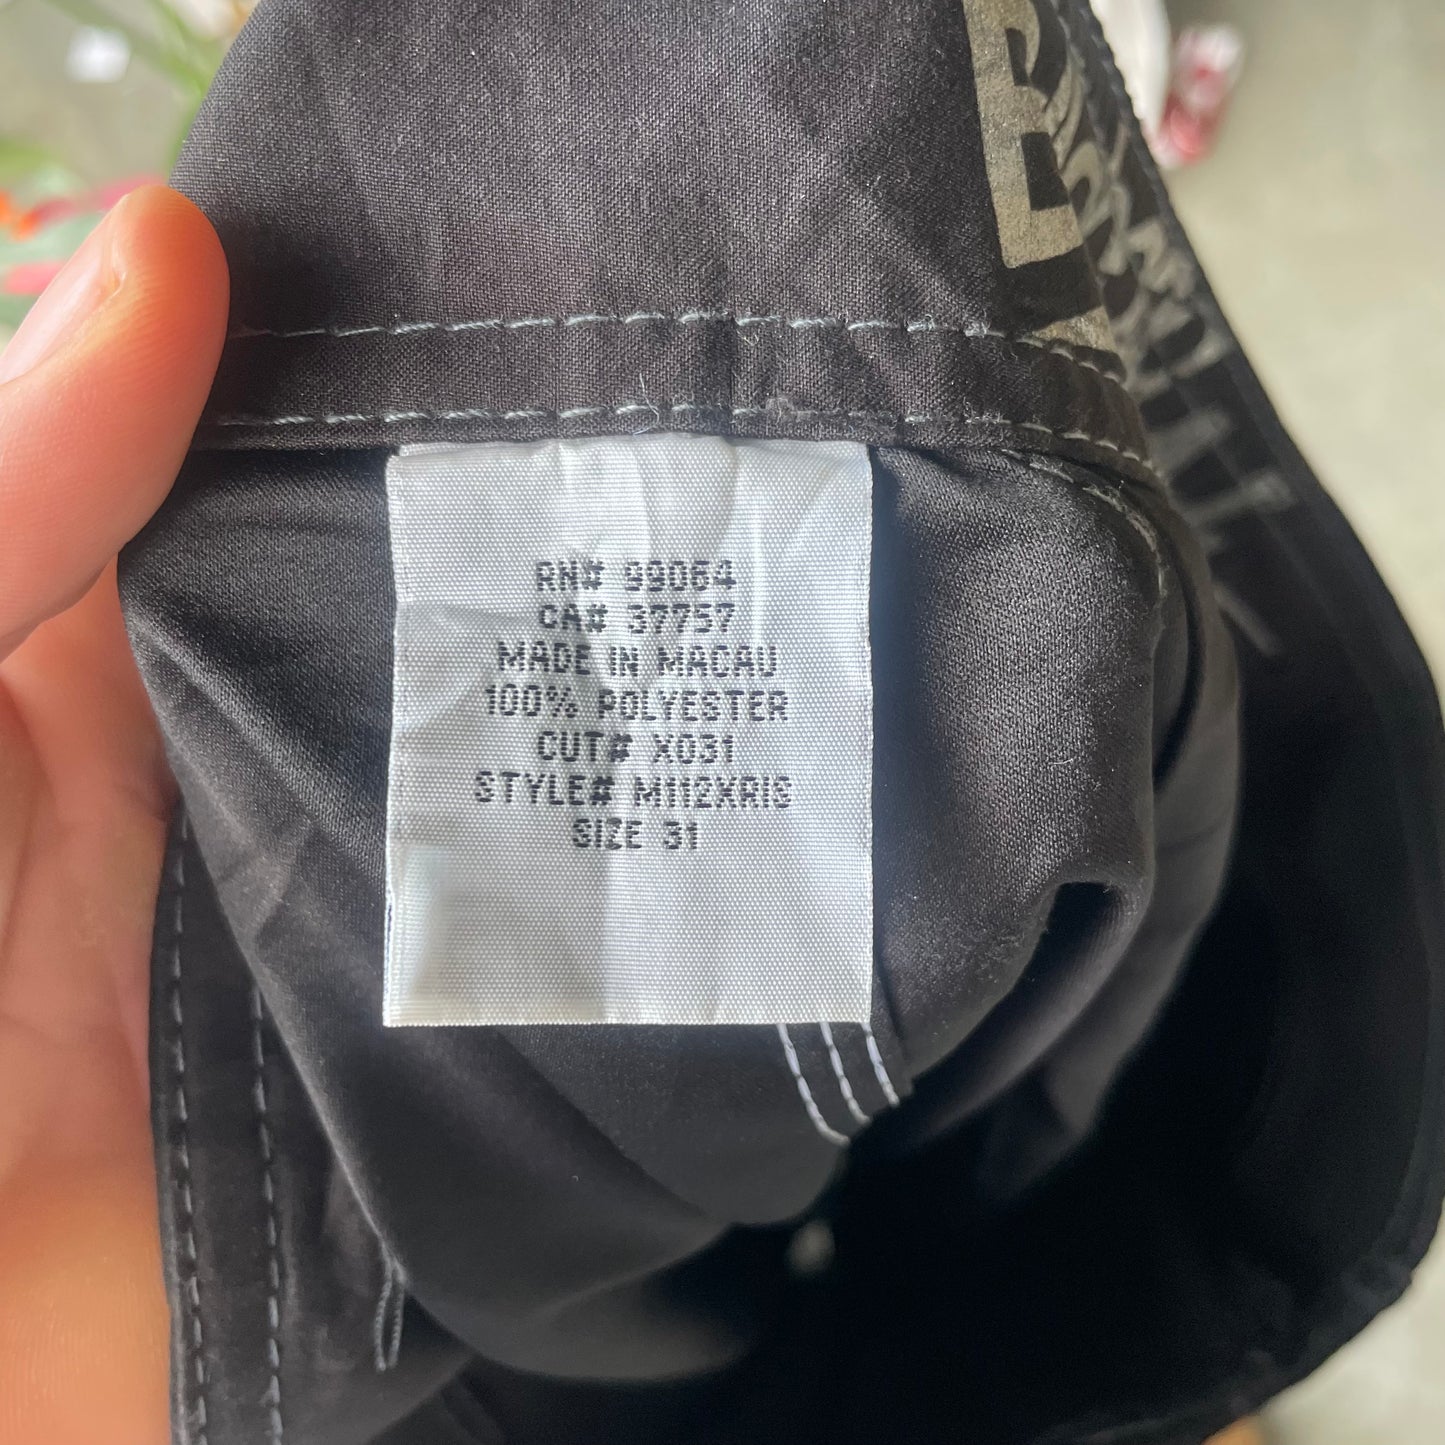 RN# 99064
CA# 37757
MADE IN MACAU
100% POLYESTER
CUT# X031
STYLE# M112XRIS
SIZE 31